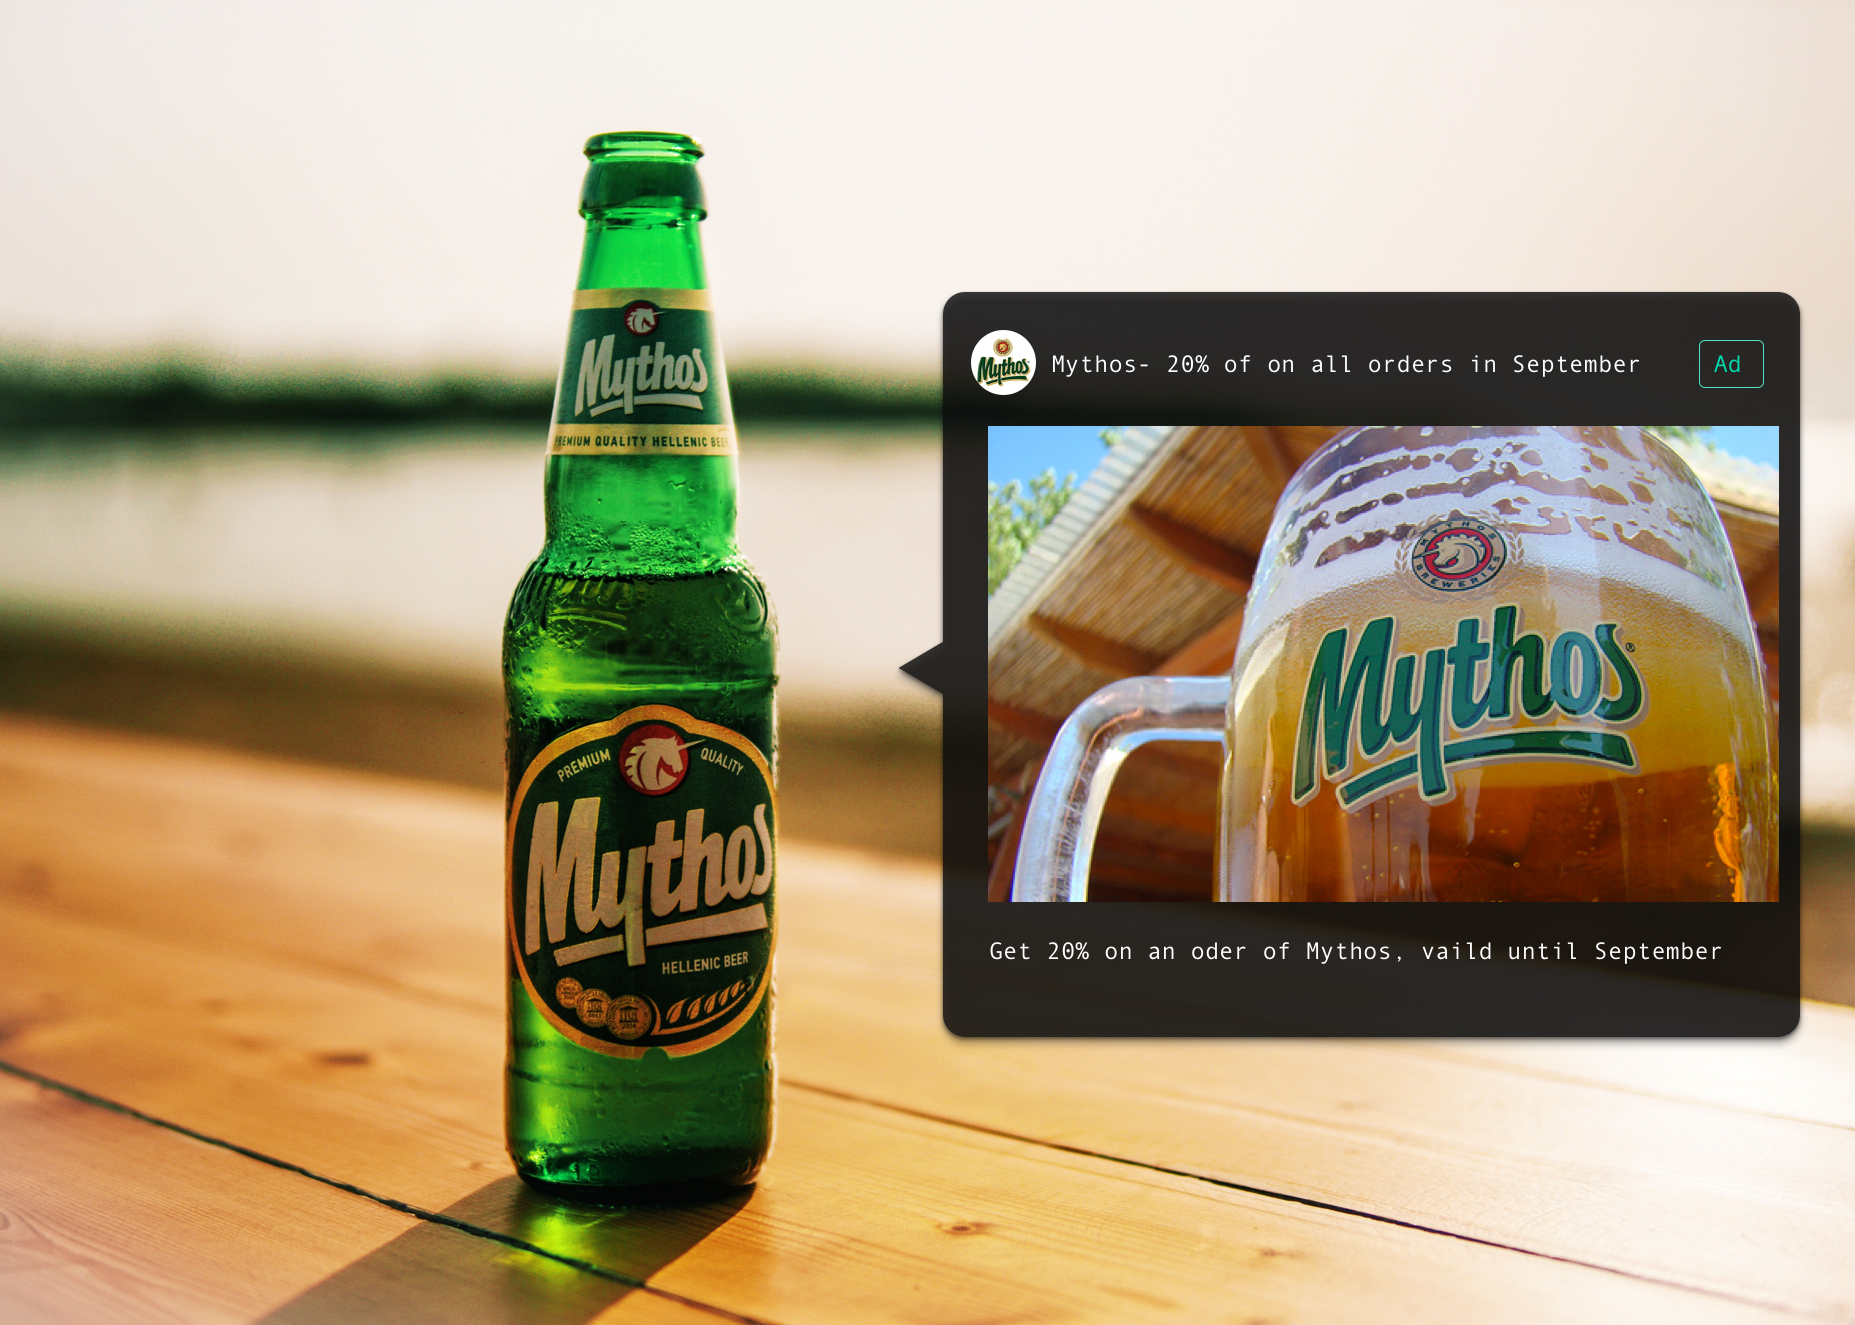 Mythos
PREMIUM QUALITY HELLENIC BEER
PREMIUM QUALITY
Mythos
HELLENIC BEER
Mythos
Mythos- 20% of on all orders in September
Ad
MYTHOS
BREWERIES
Mythos®
Get 20% on an oder of Mythos, vaild until September